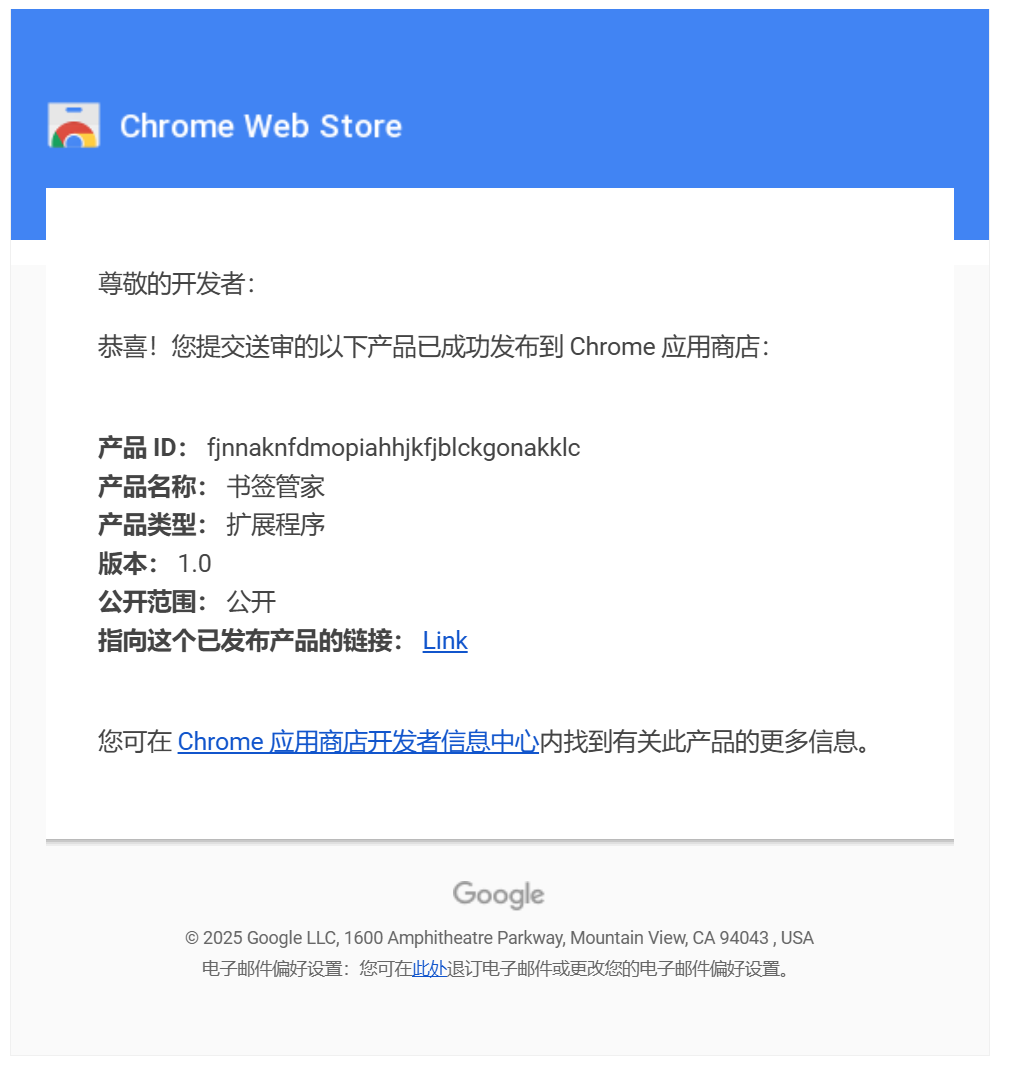 Chrome Web Store
尊敬的开发者：
恭喜！您提交送审的以下产品已成功发布到 Chrome 应用商店：
产品 ID： fjnnaknfdmopiahhjkfjblckgonakklc
产品名称： 书签管家
产品类型： 扩展程序
版本： 1.0
公开范围： 公开
指向这个已发布产品的链接： Link
您可在 Chrome 应用商店开发者信息中心内找到有关此产品的更多信息。
Google
© 2025 Google LLC, 1600 Amphitheatre Parkway, Mountain View, CA 94043 , USA
电子邮件偏好设置：您可在此处退订电子邮件或更改您的电子邮件偏好设置。